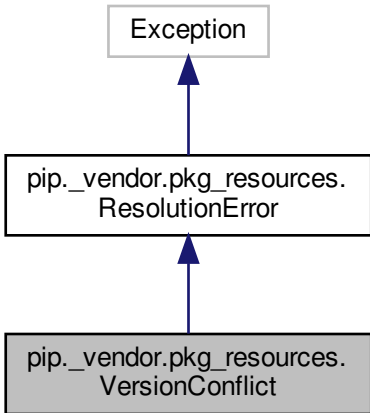 Exception
pip._vendor.pkg_resources.
ResolutionError
pip._vendor.pkg_resources.
VersionConflict